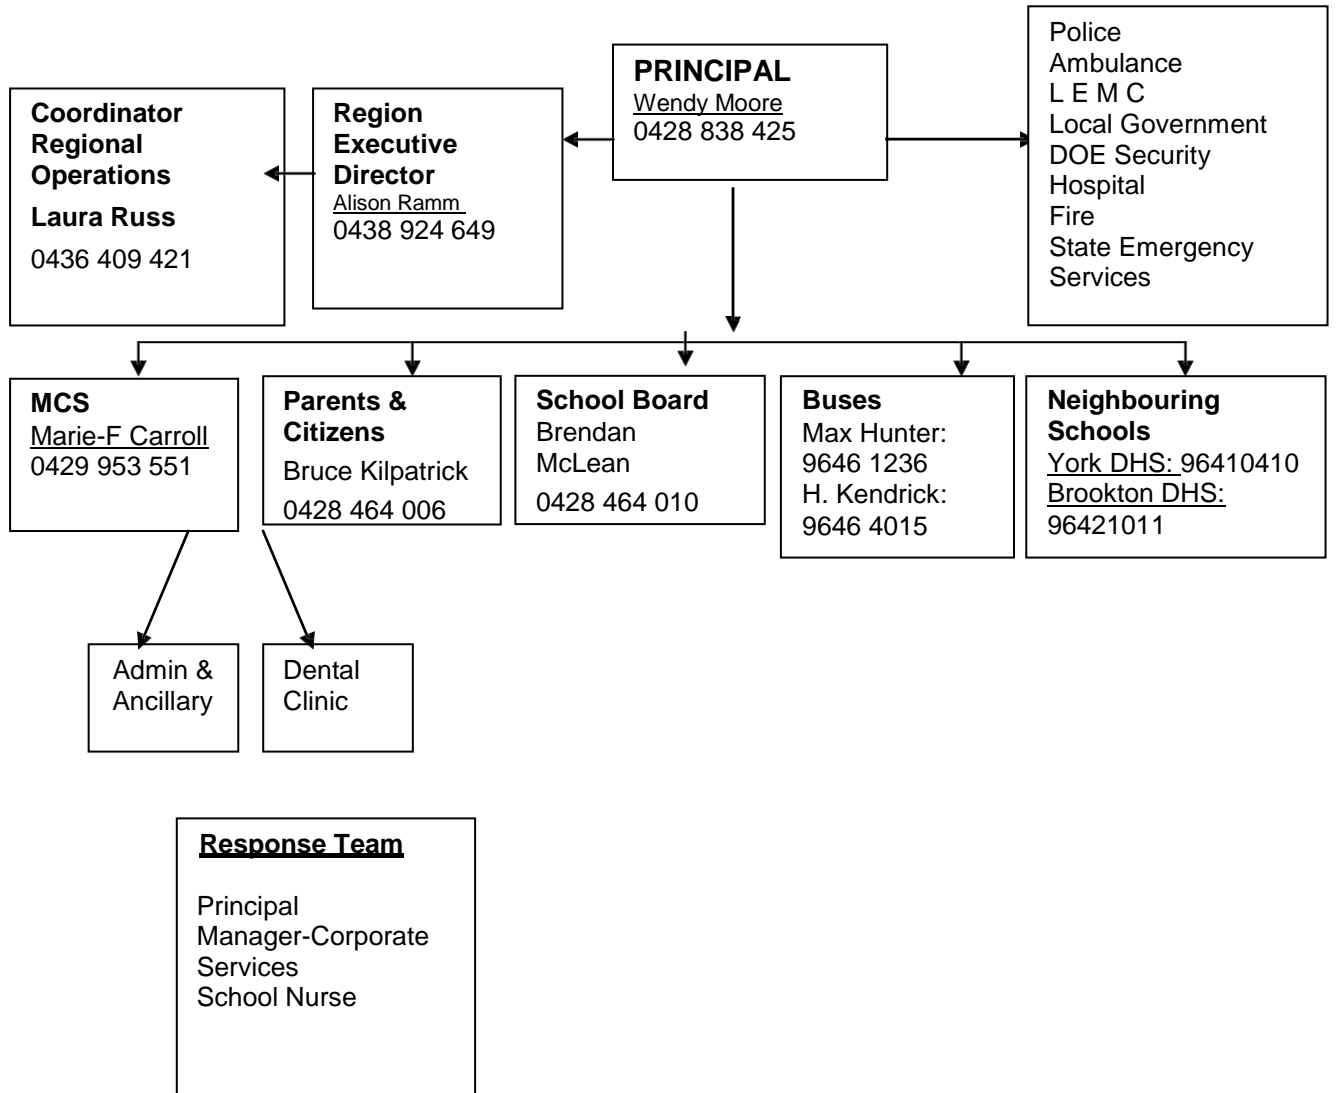 Police
Ambulance
L E M C
Local Government
DOE Security
Hospital
Fire
State Emergency
Services
PRINCIPAL
Wendy Moore
0428 838 425
Region
Executive
Director
Alison Ramm
0438 924 649
Coordinator
Regional
Operations
Laura Russ
0436 409 421
MCS
Marie-F Carroll
0429 953 551
Parents &
Citizens
Bruce Kilpatrick
0428 464 006
School Board
Brendan
McLean
0428 464 010
Buses
Max Hunter:
9646 1236
H. Kendrick:
9646 4015
Neighbouring
Schools
York DHS: 96410410
Brookton DHS:
96421011
Admin &
Ancillary
Dental
Clinic
Response Team
Principal
Manager-Corporate
Services
School Nurse